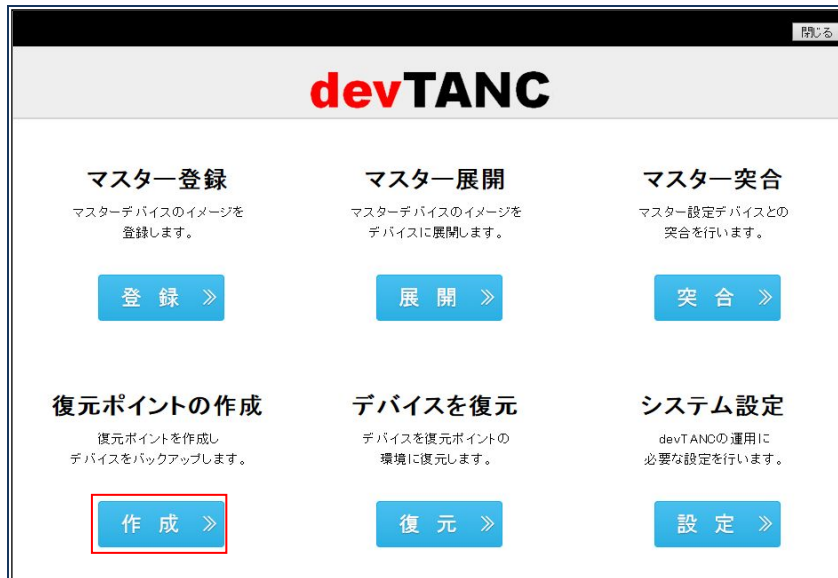 閉じる
devTANC
マスター登録
マスターデバイスのイメージを
登録します。
登 録 》
マスター展開
マスターデバイスのイメージを
デバイスに展開します。
展 開 》
マスター突合
マスター設定デバイスとの
突合を行います。
突 合 》
復元ポイントの作成
復元ポイントを作成し
デバイスをバックアップします。
作 成 》
デバイスを復元
デバイスを復元ポイントの
環境に復元します。
復 元 》
システム設定
devTANCの運用に
必要な設定を行います。
設 定 》